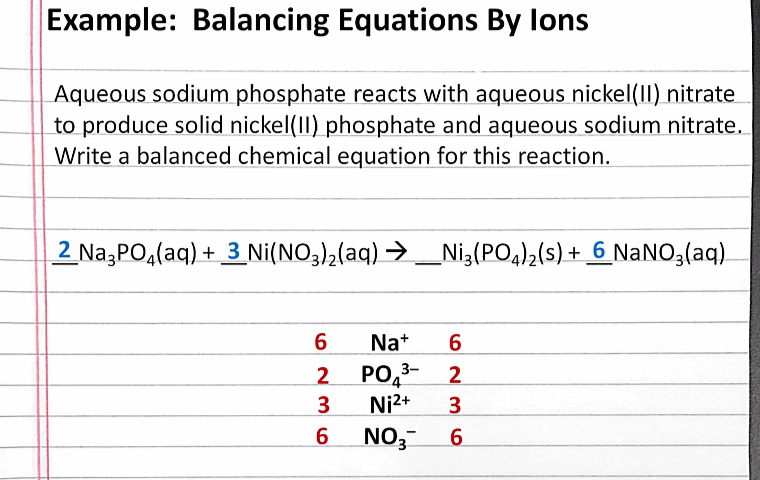 Example: Balancing Equations By Ions
Aqueous sodium phosphate reacts with aqueous nickel(II) nitrate
to produce solid nickel(II) phosphate and aqueous sodium nitrate.
Write a balanced chemical equation for this reaction.
2 Na₃PO₄(aq) + 3 Ni(NO₃)₂(aq) → __Ni₃(PO₄)₂(s) + 6 NaNO₃(aq)
6 Na⁺ 6
2 PO₄³⁻ 2
3 Ni²⁺ 3
6 NO₃⁻ 6